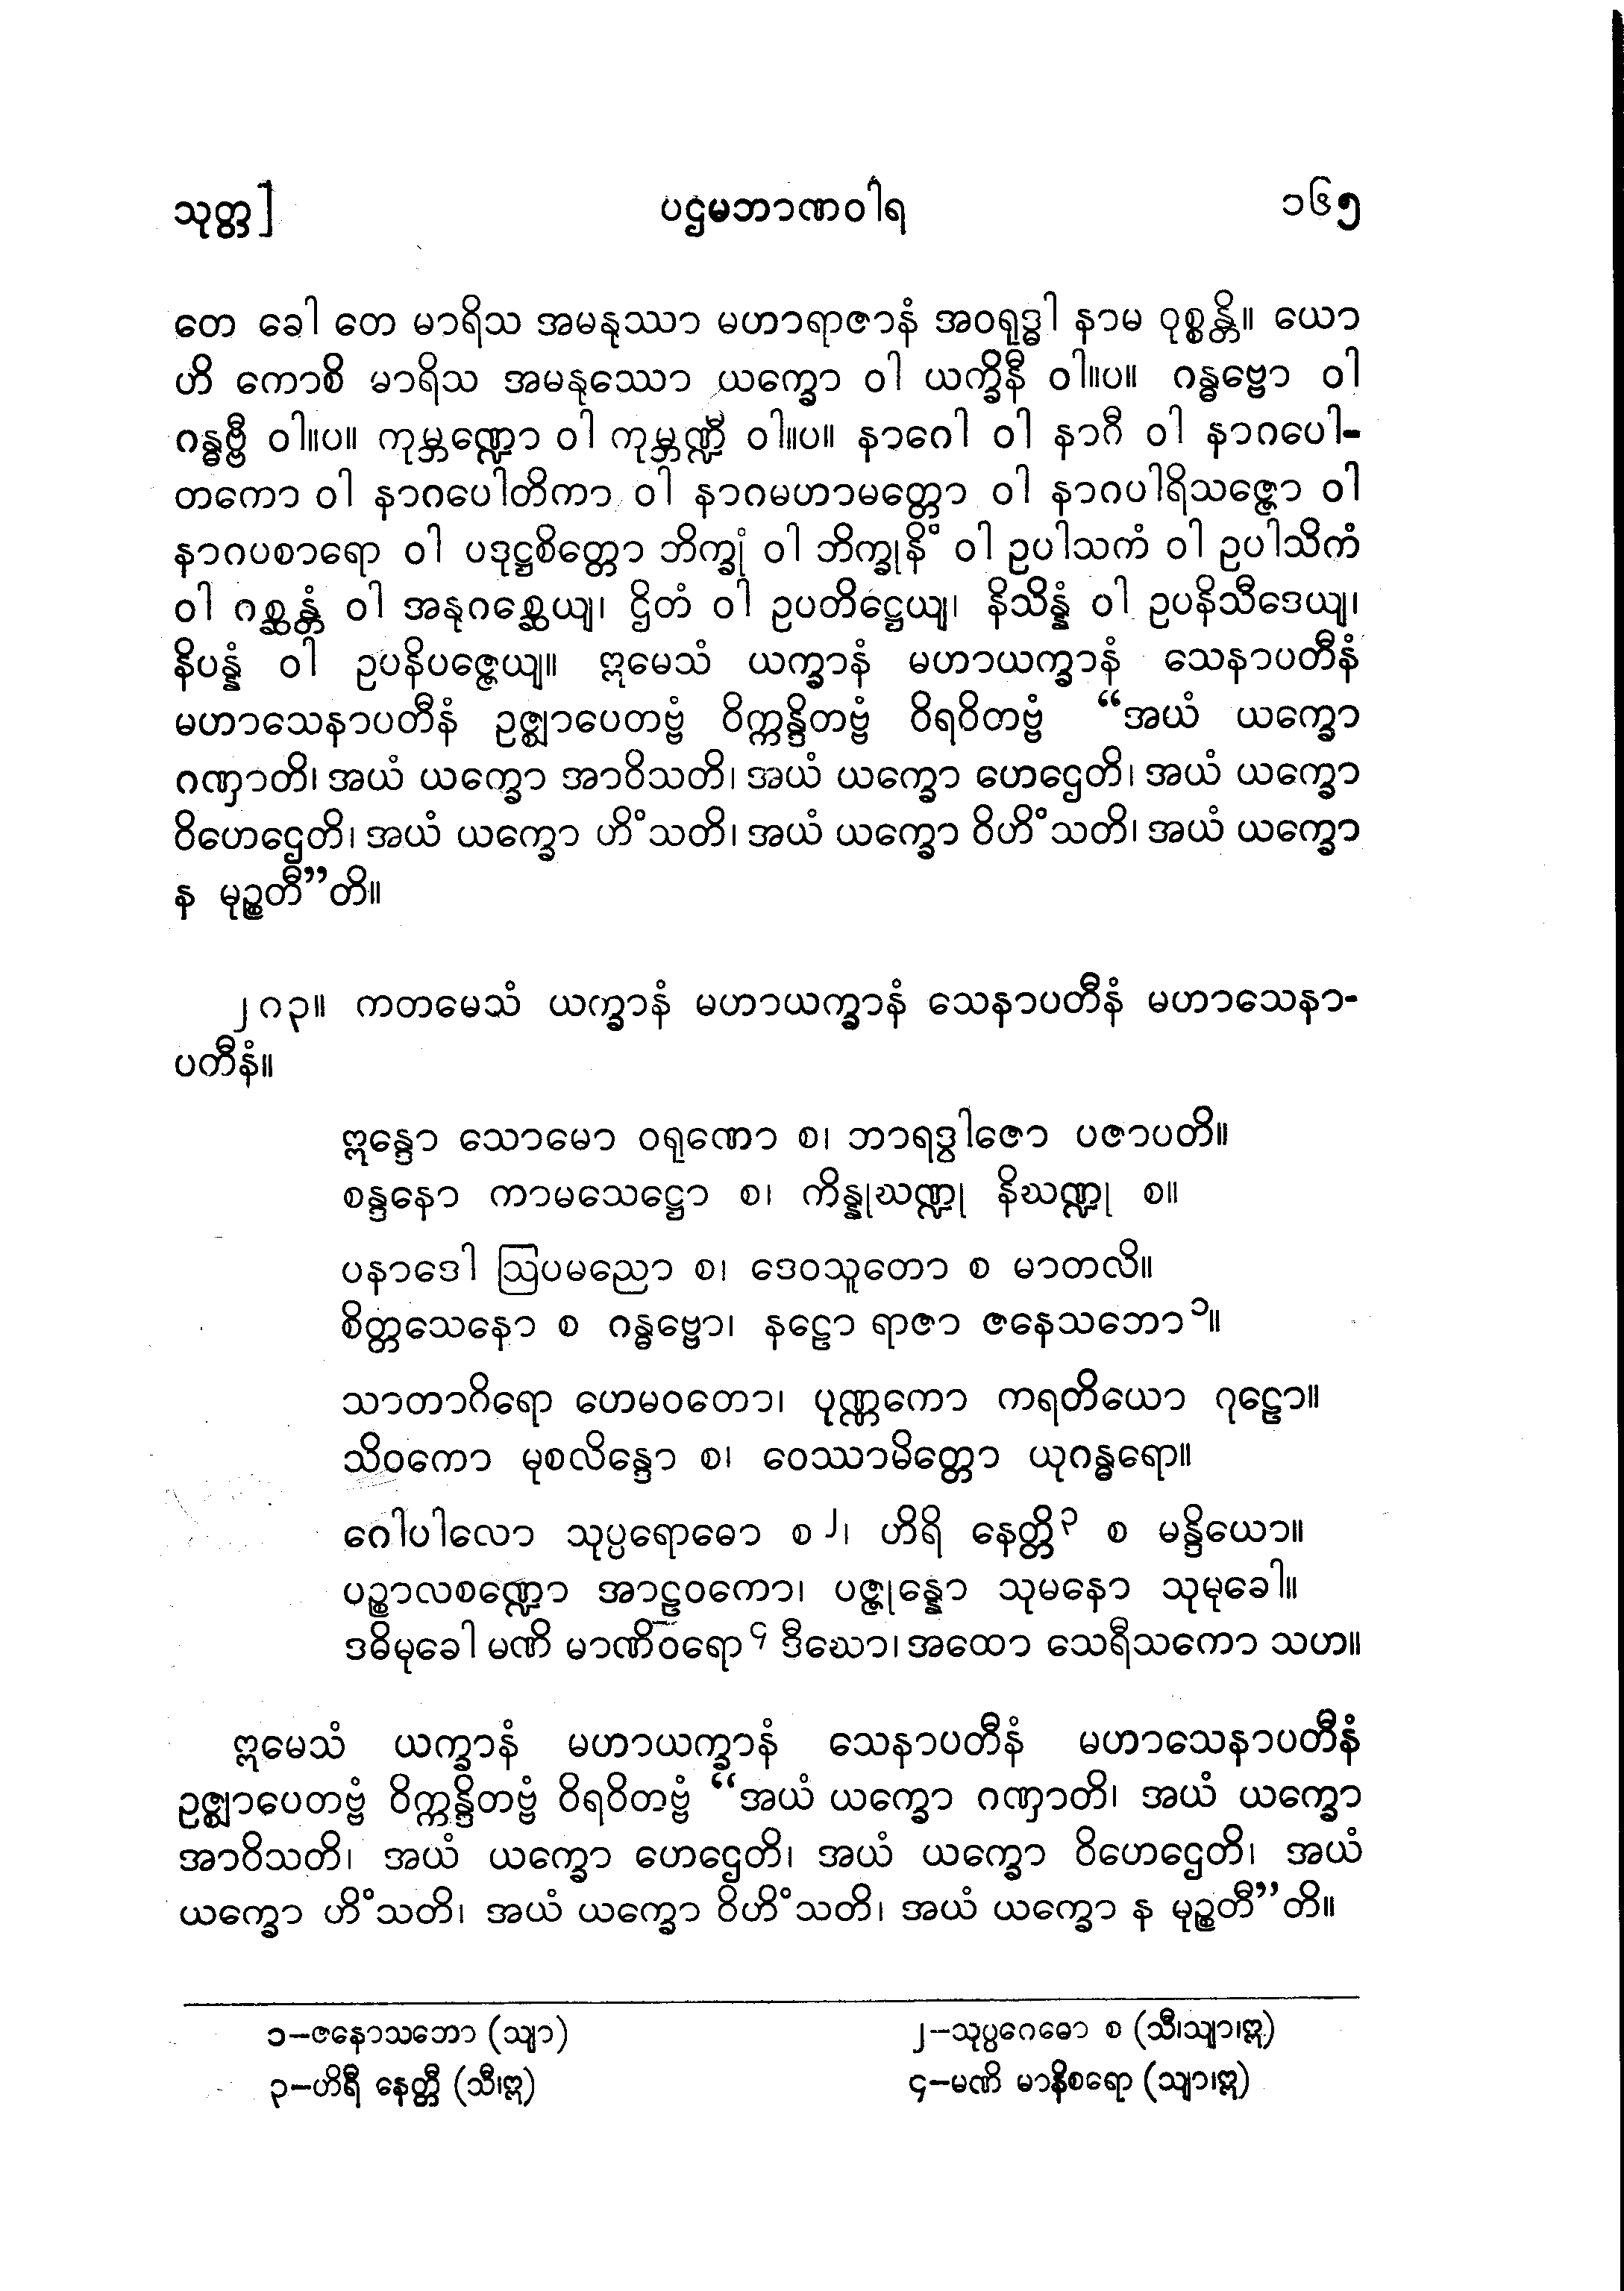 သုတ္တ] ပဌမဘာဏဝါရ ၁၆၅
တေ ခေါ တေ မာရိသ အမနုဿာ မဟာရာဇာနံ အဝရုဒ္ဓါ နာမ ဝုစ္စန္တိ။ ယော
ဟိ ကောစိ မာရိသ အမနုဿော ယက္ခော ဝါ ယက္ခိနီ ဝါ။ပ။ ဂန္ဓဗ္ဗော ဝါ
ဂန္ဓဗ္ဗီ ဝါ။ပ။ ကုမ္ဘဏ္ဍော ဝါ ကုမ္ဘဏ္ဍီ ဝါ။ပ။ နာဂေါ ဝါ နာဂီ ဝါ နာဂပေါ-
တကော ဝါ နာဂပေါတိကာ ဝါ နာဂမဟာမတ္တော ဝါ နာဂပါရိသဇ္ဇော ဝါ
နာဂပစာရော ဝါ ပဒုဋ္ဌစိတ္တော ဘိက္ခုံ ဝါ ဘိက္ခုနိံ ဝါ ဥပါသကံ ဝါ ဥပါသိကံ
ဝါ ဂစ္ဆန္တံ ဝါ အနုဂစ္ဆေယျ၊ ဌိတံ ဝါ ဥပတိဋ္ဌေယျ၊ နိသိန္နံ ဝါ ဥပနိသီဒေယျ၊
နိပန္နံ ဝါ ဥပနိပဇ္ဇေယျ။ ဣမေသံ ယက္ခာနံ မဟာယက္ခာနံ သေနာပတီနံ
မဟာသေနာပတီနံ ဥဇ္ဈာပေတဗ္ဗံ ဝိက္ကန္ဒိတဗ္ဗံ ဝိရဝိတဗ္ဗံ “အယံ ယက္ခော
ဂဏှာတိ၊ အယံ ယက္ခော အာဝိသတိ၊ အယံ ယက္ခော ဟေဌေတိ၊ အယံ ယက္ခော
ဝိဟေဌေတိ၊ အယံ ယက္ခော ဟိံသတိ၊ အယံ ယက္ခော ဝိဟိံသတိ၊ အယံ ယက္ခော
န မုဉ္စတီ”တိ။
၂၈၃။ ကတမေသံ ယက္ခာနံ မဟာယက္ခာနံ သေနာပတီနံ မဟာသေနာ-
ပတီနံ။
ဣန္ဒော သောမော ဝရုဏော စ၊ ဘာရဒွါဇော ပဇာပတိ။
စန္ဒနော ကာမသေဋ္ဌော စ၊ ကိန္နုဃဏ္ဍု နိဃဏ္ဍု စ။
ပနာဒေါ ဩပမညော စ၊ ဒေဝသူတော စ မာတလိ။
စိတ္တသေနော စ ဂန္ဓဗ္ဗော၊ နဠော ရာဇာ ဇနေသဘော၁။
သာတာဂိရော ဟေမဝတော၊ ပုဏ္ဏကော ကရတိယော ဂုဠော။
သိဝကော မုစလိန္ဒော စ၊ ဝေဿာမိတ္တော ယုဂန္ဓရော။
ဂေါပါလော သုပ္ပရောဓော စ၂၊ ဟိရိ နေတ္တိ၃ စ မန္ဒိယော။
ပဉ္စာလစဏ္ဍော အာဠဝကော၊ ပဇ္ဇုန္နော သုမနော သုမုခေါ။
ဒဓိမုခေါ မဏိ မာဏိဝရော၄ ဒီဃော၊ အထော သေရီသကော သဟ။
ဣမေသံ ယက္ခာနံ မဟာယက္ခာနံ သေနာပတီနံ မဟာသေနာပတီနံ
ဥဇ္ဈာပေတဗ္ဗံ ဝိက္ကန္ဒိတဗ္ဗံ ဝိရဝိတဗ္ဗံ “အယံ ယက္ခော ဂဏှာတိ၊ အယံ ယက္ခော
အာဝိသတိ၊ အယံ ယက္ခော ဟေဌေတိ၊ အယံ ယက္ခော ဝိဟေဌေတိ၊ အယံ
ယက္ခော ဟိံသတိ၊ အယံ ယက္ခော ဝိဟိံသတိ၊ အယံ ယက္ခော န မုဉ္စတီ”တိ။
၁-ဇနောသဘော (သျာ) ၂-သုပ္ပဂေဓော စ (သီ၊သျာ၊ဣ)
၃-ဟိရီ နေတ္တီ (သီ၊ဣ) ၄-မဏိ မာနိစရော (သျာ၊ဣ)